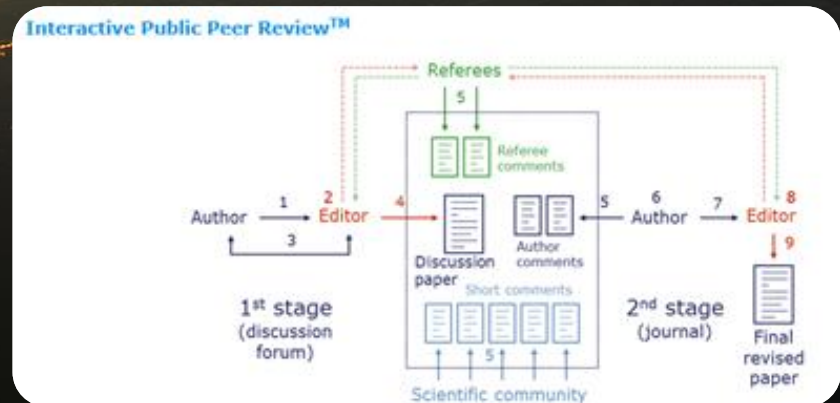 Interactive Public Peer Review™
Referees
5
Referee
comments
1
2
4
5
6
7
8
Author
Editor
Author
Editor
3
9
Discussion
paper
Author
comments
Short comments
1st stage
(discussion
forum)
2nd stage
(journal)
Final
revised
paper
5
Scientific community